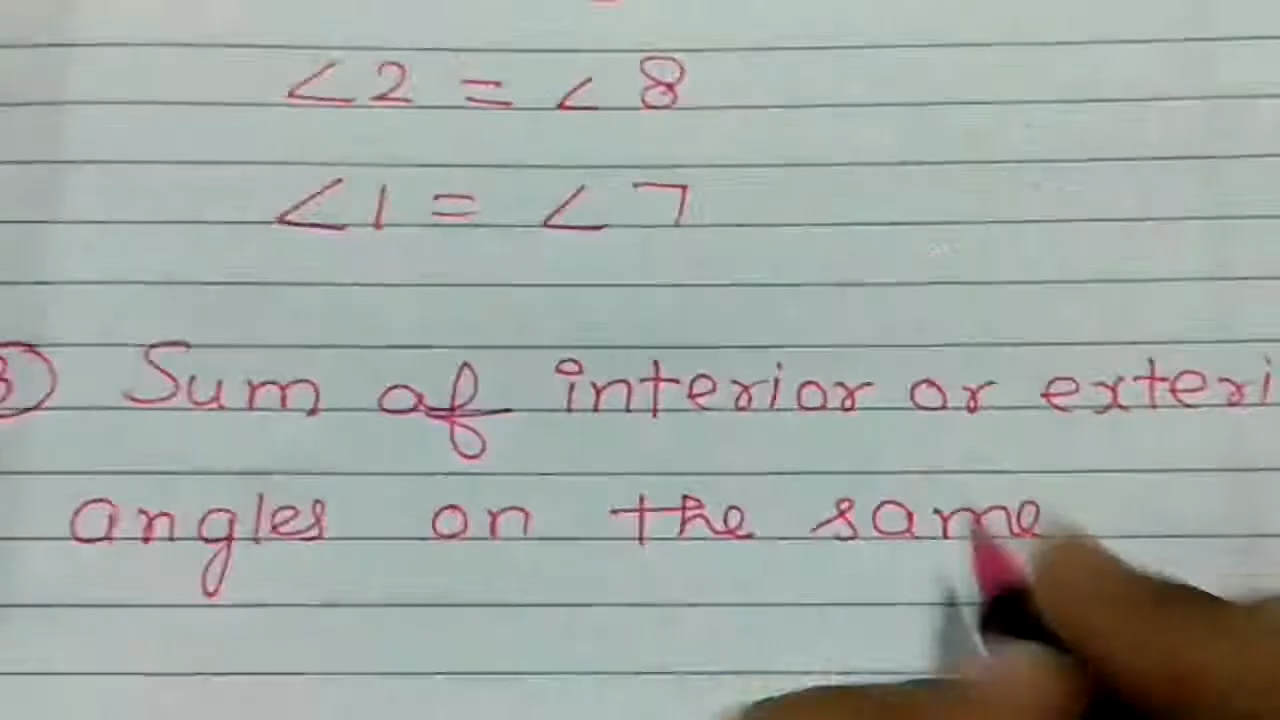 ∠2 = ∠8
∠1 = ∠7
3) Sum of interior or exteri
angles on the same